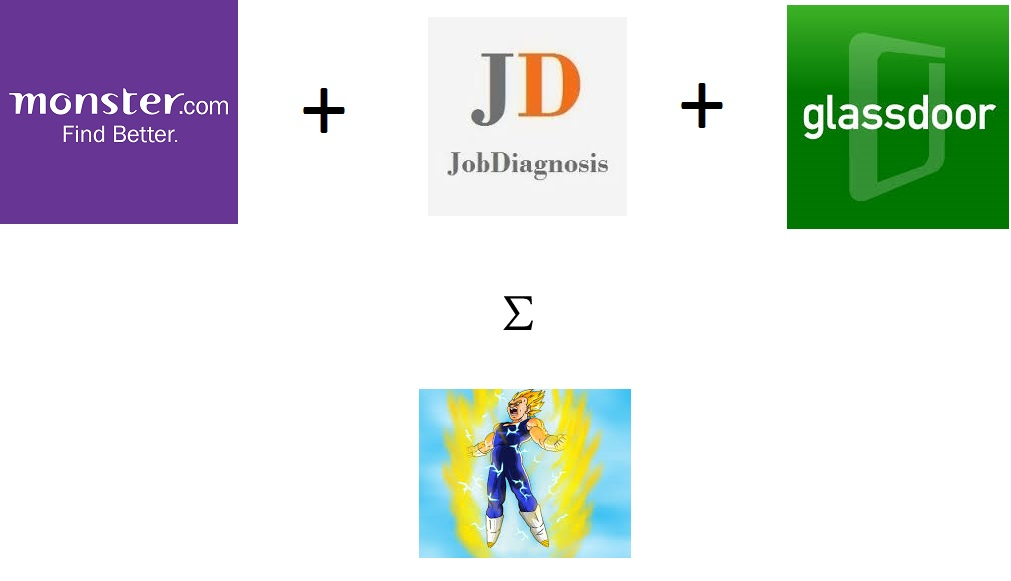 monster.com
Find Better.
+
JD
JobDiagnosis
+
glassdoor
Σ